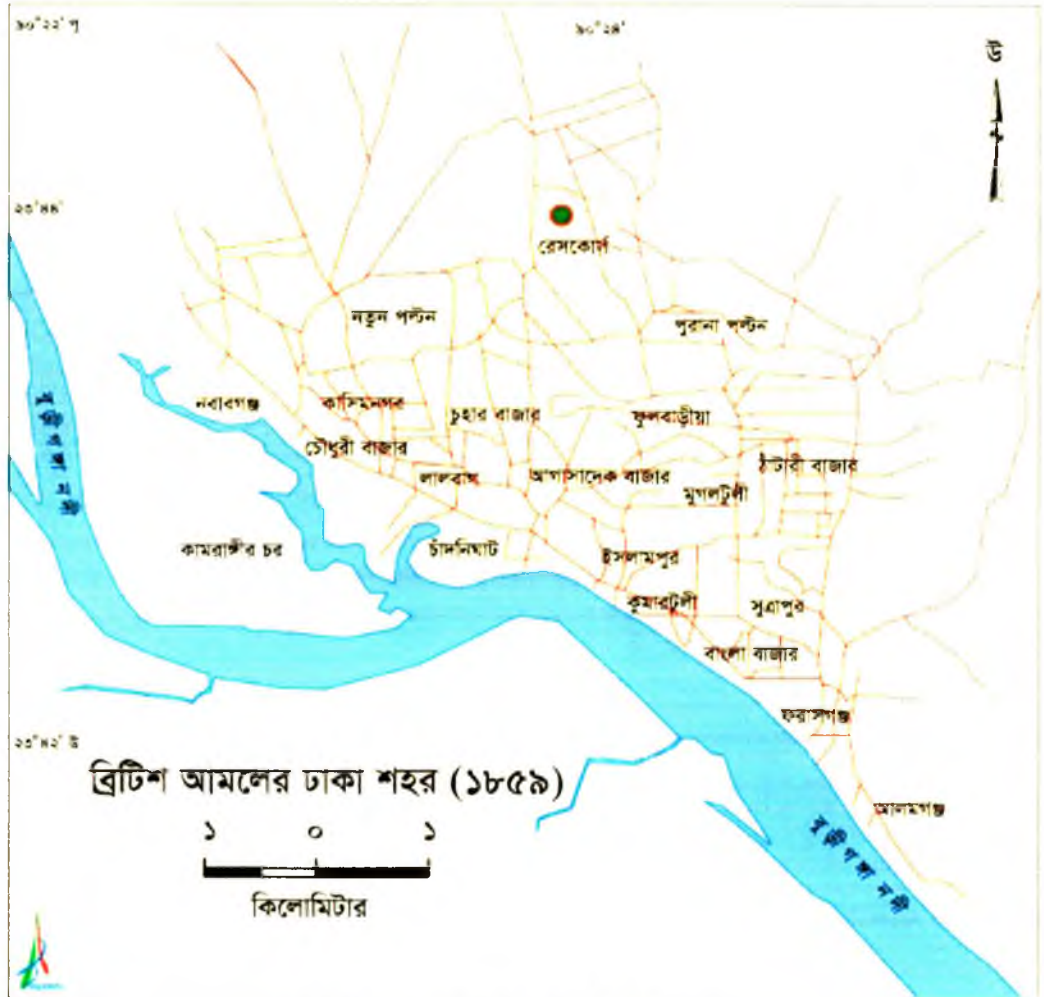 ৯০°২২' পূ
৯০°২৪'
উ
২৩°৪৪'
রেসকোর্স
নতুন পল্টন
পুরানা পল্টন
নবাবগঞ্জ
কাসিমনগর
চুহার বাজার
ফুলবাড়ীয়া
চৌধুরী বাজার
লালবাগ
আগাসাদেক বাজার
ঠাঁটারী বাজার
মুগলটুলী
বুড়ীগঙ্গা নদী
কামরাঙ্গীর চর
চাঁদনিঘাট
ইসলামপুর
কুমারটুলী
সুত্রাপুর
বাংলা বাজার
ফরাসগঞ্জ
২৩°৪২' উ
ব্রিটিশ আমলের ঢাকা শহর (১৮৫৯)
১ ০ ১
কিলোমিটার
আলমগঞ্জ
বুড়ীগঙ্গা নদী